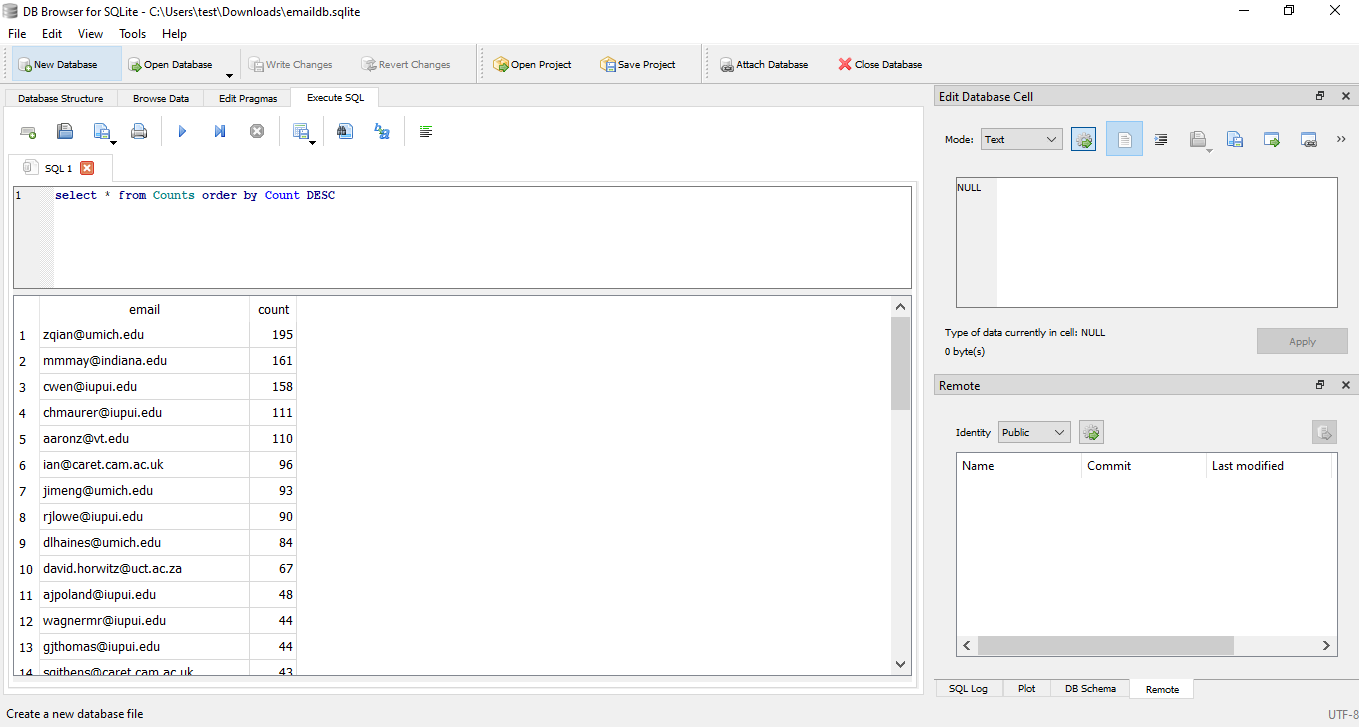 DB Browser for SQLite - C:\Users\test\Downloads\emaildb.sqlite
File Edit View Tools Help
New Database Open Database Write Changes Revert Changes Open Project Save Project Attach Database Close Database
Database Structure Browse Data Edit Pragmas Execute SQL
SQL 1
1 select * from Counts order by Count DESC
email count
1 zqian@umich.edu 195
2 mmmay@indiana.edu 161
3 cwen@iupui.edu 158
4 chmaurer@iupui.edu 111
5 aaronz@vt.edu 110
6 ian@caret.cam.ac.uk 96
7 jimeng@umich.edu 93
8 rjlowe@iupui.edu 90
9 dlhaines@umich.edu 84
10 david.horwitz@uct.ac.za 67
11 ajpoland@iupui.edu 48
12 wagnermr@iupui.edu 44
13 gjthomas@iupui.edu 44
14 sgithens@caret.cam.ac.uk 43
Edit Database Cell
Mode: Text
NULL
Type of data currently in cell: NULL
0 byte(s)
Apply
Remote
Identity Public
Name Commit Last modified
SQL Log Plot DB Schema Remote
Create a new database file
UTF-8